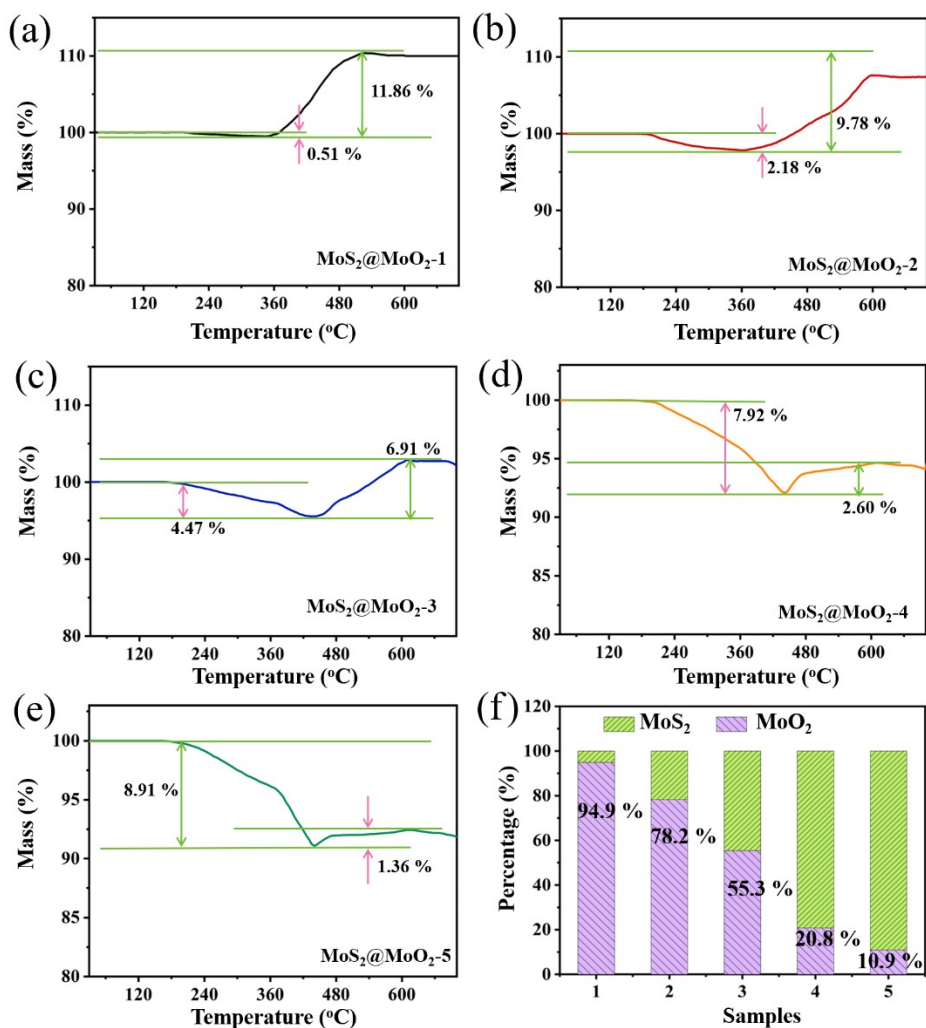 (a)
110
100
90
80
Mass (%)
11.86 %
0.51 %
MoS₂@MoO₂-1
120 240 360 480 600
Temperature (°C)
(b)
110
100
90
80
Mass (%)
9.78 %
2.18 %
MoS₂@MoO₂-2
120 240 360 480 600
Temperature (°C)
(c)
110
100
90
80
Mass (%)
6.91 %
4.47 %
MoS₂@MoO₂-3
120 240 360 480 600
Temperature (°C)
(d)
100
95
90
85
80
Mass (%)
7.92 %
2.60 %
MoS₂@MoO₂-4
120 240 360 480 600
Temperature (°C)
(e)
100
95
90
85
80
Mass (%)
8.91 %
1.36 %
MoS₂@MoO₂-5
120 240 360 480 600
Temperature (°C)
(f)
120
100
80
60
40
20
0
Percentage (%)
MoS₂ MoO₂
94.9 %
78.2 %
55.3 %
20.8 %
10.9 %
1 2 3 4 5
Samples